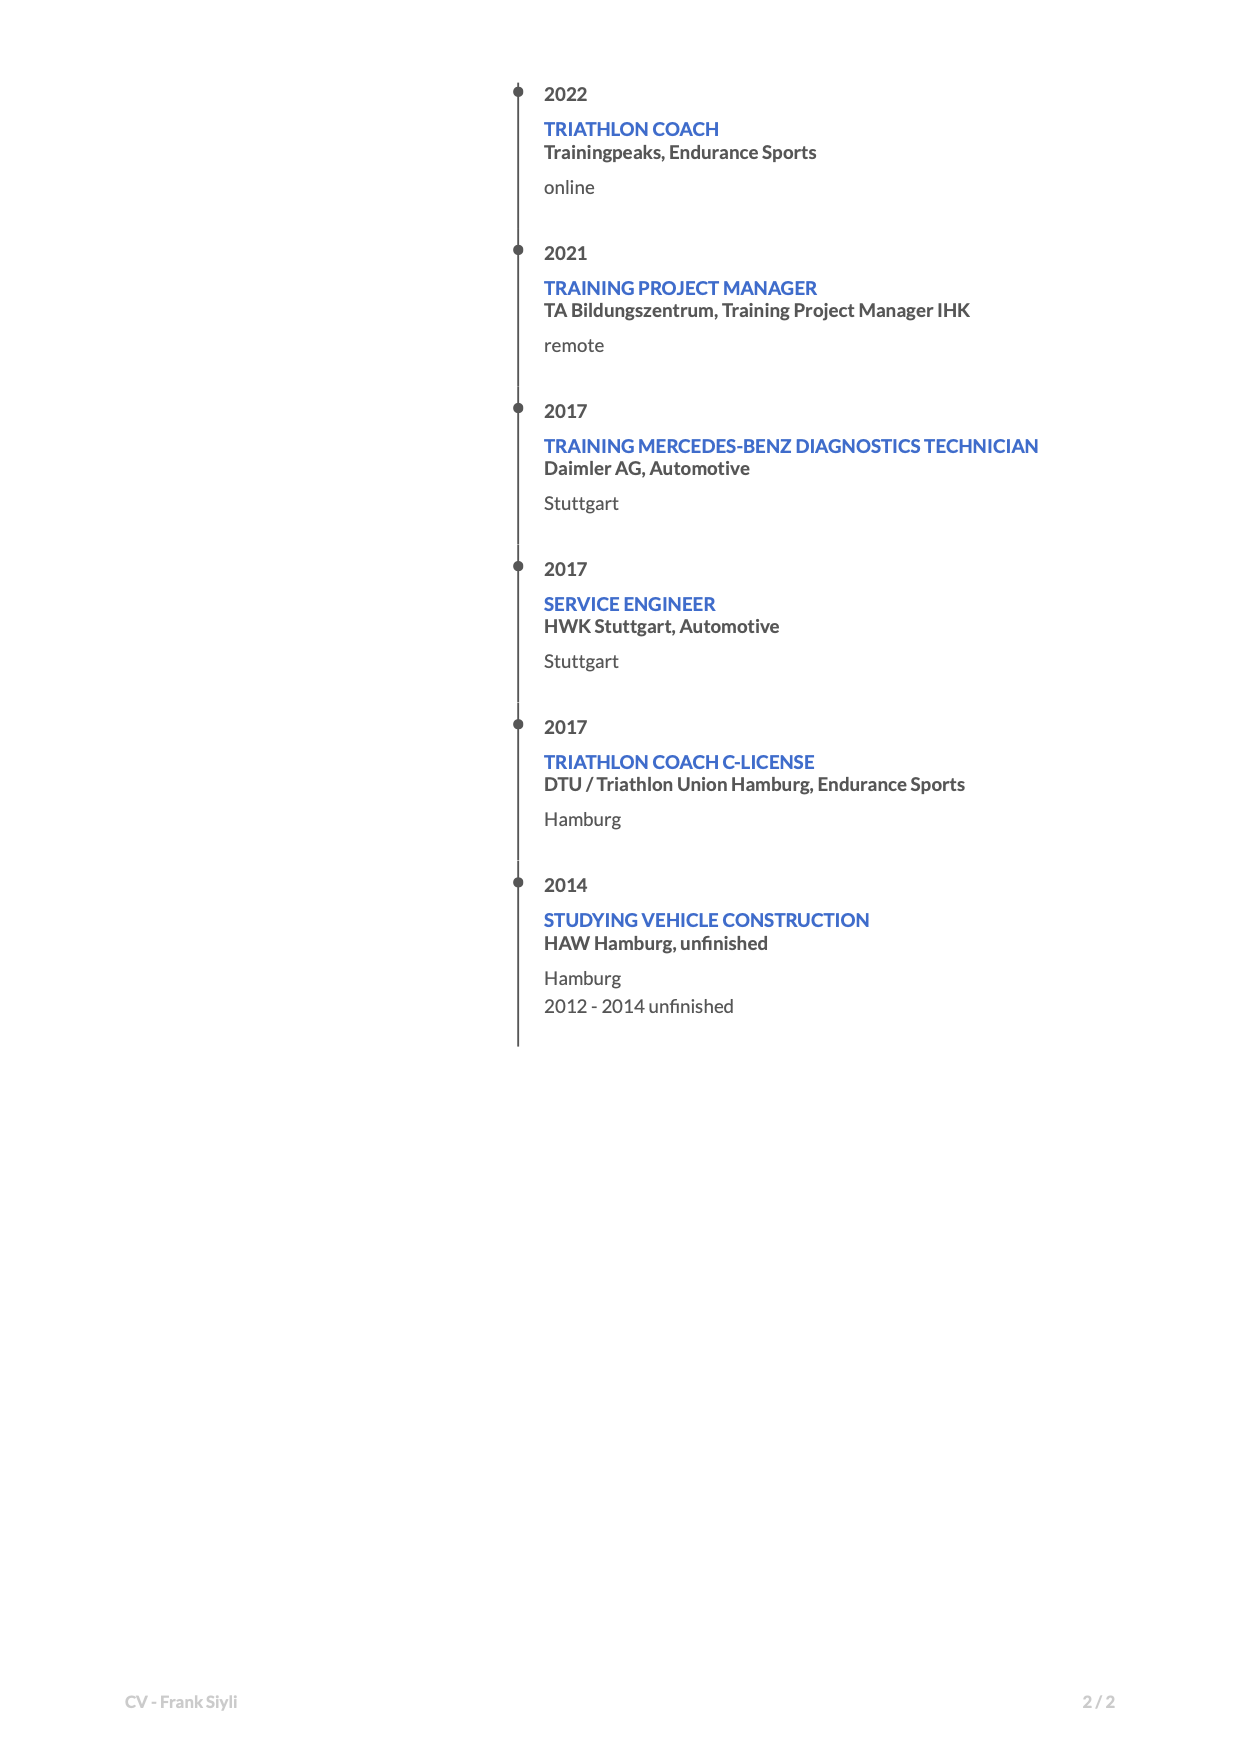 2022
TRIATHLON COACH
Trainingpeaks, Endurance Sports
online
2021
TRAINING PROJECT MANAGER
TA Bildungszentrum, Training Project Manager IHK
remote
2017
TRAINING MERCEDES-BENZ DIAGNOSTICS TECHNICIAN
Daimler AG, Automotive
Stuttgart
2017
SERVICE ENGINEER
HWK Stuttgart, Automotive
Stuttgart
2017
TRIATHLON COACH C-LICENSE
DTU / Triathlon Union Hamburg, Endurance Sports
Hamburg
2014
STUDYING VEHICLE CONSTRUCTION
HAW Hamburg, unfinished
Hamburg
2012 - 2014 unfinished
CV - Frank Siyli
2 / 2